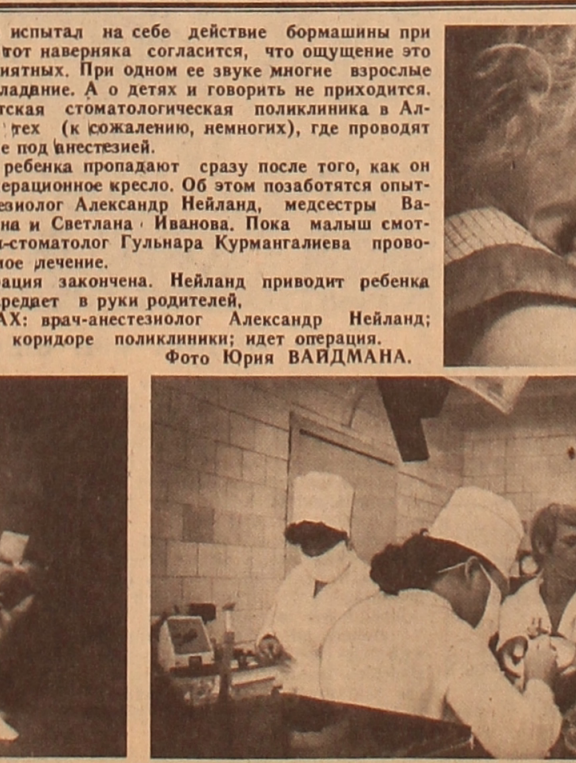 испытал на себе действие бормашины при
тот наверняка согласится, что ощущение это
иятных. При одном ее звуке многие взрослые
ладание. А о детях и говорить не приходится.
тская стоматологическая поликлиника в Ал-
тех (к сожалению, немногих), где проводят
е под анестезией.
ребенка пропадают сразу после того, как он
ерационное кресло. Об этом позаботятся опыт-
езиолог Александр Нейланд, медсестры Ва-
на и Светлана Иванова. Пока малыш смот-
-стоматолог Гульнара Курмангалиева прово-
ное лечение.
рация закончена. Нейланд приводит ребенка
редает в руки родителей,
АХ: врач-анестезиолог Александр Нейланд;
коридоре поликлиники; идет операция.
Фото Юрия ВАЙДМАНА.